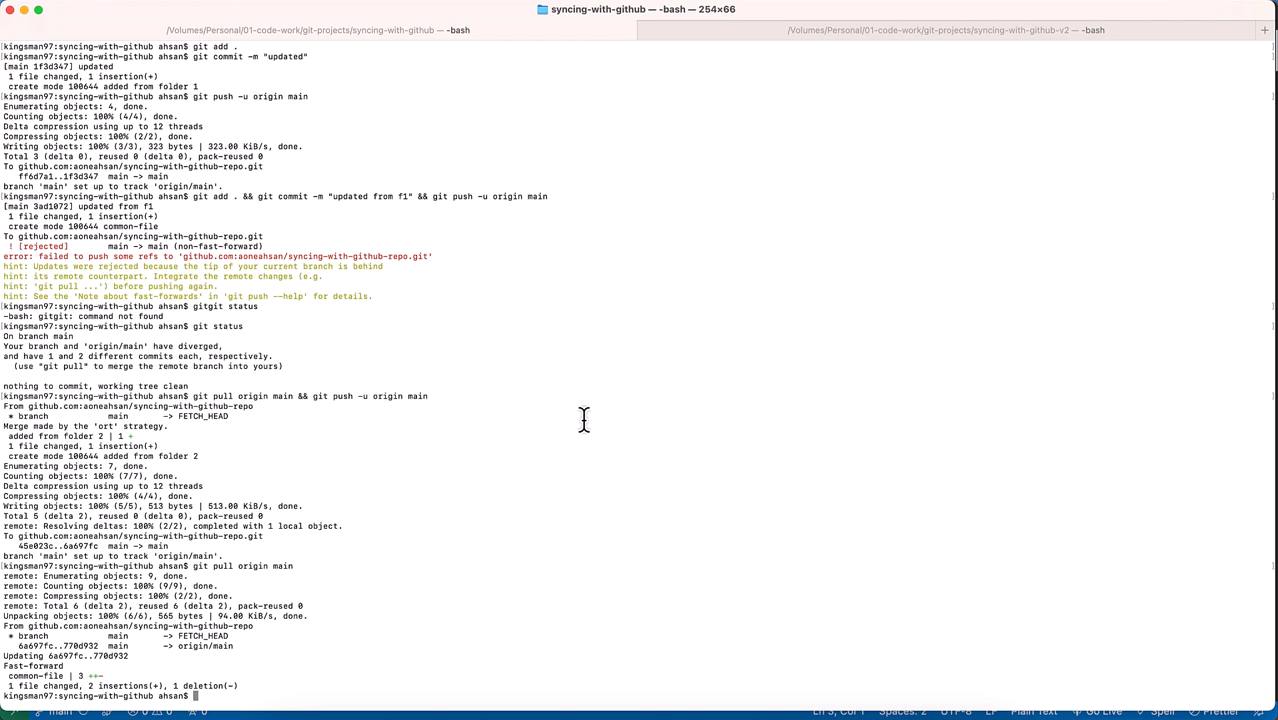 syncing-with-github — -bash — 254×66
/Volumes/Personal/01-code-work/git-projects/syncing-with-github — -bash
/Volumes/Personal/01-code-work/git-projects/syncing-with-github-v2 — -bash
[kingsman97:syncing-with-github ahsan$ git add .
[kingsman97:syncing-with-github ahsan$ git commit -m "updated"
[main 1f3d347] updated
 1 file changed, 1 insertion(+)
 create mode 100644 added from folder 1
[kingsman97:syncing-with-github ahsan$ git push -u origin main
Enumerating objects: 4, done.
Counting objects: 100% (4/4), done.
Delta compression using up to 12 threads
Compressing objects: 100% (2/2), done.
Writing objects: 100% (3/3), 323 bytes | 323.00 KiB/s, done.
Total 3 (delta 0), reused 0 (delta 0), pack-reused 0
To github.com:aoneahsan/syncing-with-github-repo.git
   ff6d7a1..1f3d347  main -> main
branch 'main' set up to track 'origin/main'.
[kingsman97:syncing-with-github ahsan$ git add . && git commit -m "updated from f1" && git push -u origin main
[main 3ad1072] updated from f1
 1 file changed, 1 insertion(+)
 create mode 100644 common-file
To github.com:aoneahsan/syncing-with-github-repo.git
 ! [rejected]        main -> main (non-fast-forward)
error: failed to push some refs to 'github.com:aoneahsan/syncing-with-github-repo.git'
hint: Updates were rejected because the tip of your current branch is behind
hint: its remote counterpart. Integrate the remote changes (e.g.
hint: 'git pull ...') before pushing again.
hint: See the 'Note about fast-forwards' in 'git push --help' for details.
[kingsman97:syncing-with-github ahsan$ gitgit status
-bash: gitgit: command not found
[kingsman97:syncing-with-github ahsan$ git status
On branch main
Your branch and 'origin/main' have diverged,
and have 1 and 2 different commits each, respectively.
  (use "git pull" to merge the remote branch into yours)
nothing to commit, working tree clean
[kingsman97:syncing-with-github ahsan$ git pull origin main && git push -u origin main
From github.com:aoneahsan/syncing-with-github-repo
 * branch            main       -> FETCH_HEAD
Merge made by the 'ort' strategy.
 added from folder 2 | 1 +
 1 file changed, 1 insertion(+)
 create mode 100644 added from folder 2
Enumerating objects: 7, done.
Counting objects: 100% (7/7), done.
Delta compression using up to 12 threads
Compressing objects: 100% (4/4), done.
Writing objects: 100% (5/5), 513 bytes | 513.00 KiB/s, done.
Total 5 (delta 2), reused 0 (delta 0), pack-reused 0
remote: Resolving deltas: 100% (2/2), completed with 1 local object.
To github.com:aoneahsan/syncing-with-github-repo.git
   45e023c..6a697fc  main -> main
branch 'main' set up to track 'origin/main'.
[kingsman97:syncing-with-github ahsan$ git pull origin main
remote: Enumerating objects: 9, done.
remote: Counting objects: 100% (9/9), done.
remote: Compressing objects: 100% (2/2), done.
remote: Total 6 (delta 2), reused 6 (delta 2), pack-reused 0
Unpacking objects: 100% (6/6), 565 bytes | 94.00 KiB/s, done.
From github.com:aoneahsan/syncing-with-github-repo
 * branch            main       -> FETCH_HEAD
   6a697fc..770d932  main       -> origin/main
Updating 6a697fc..770d932
Fast-forward
 common-file | 3 ++-
 1 file changed, 2 insertions(+), 1 deletion(-)
kingsman97:syncing-with-github ahsan$
main 0 0 0 Ln 3, Col 1 Spaces: 2 UTF-8 LF Plain Text Go Live Spell Prettier